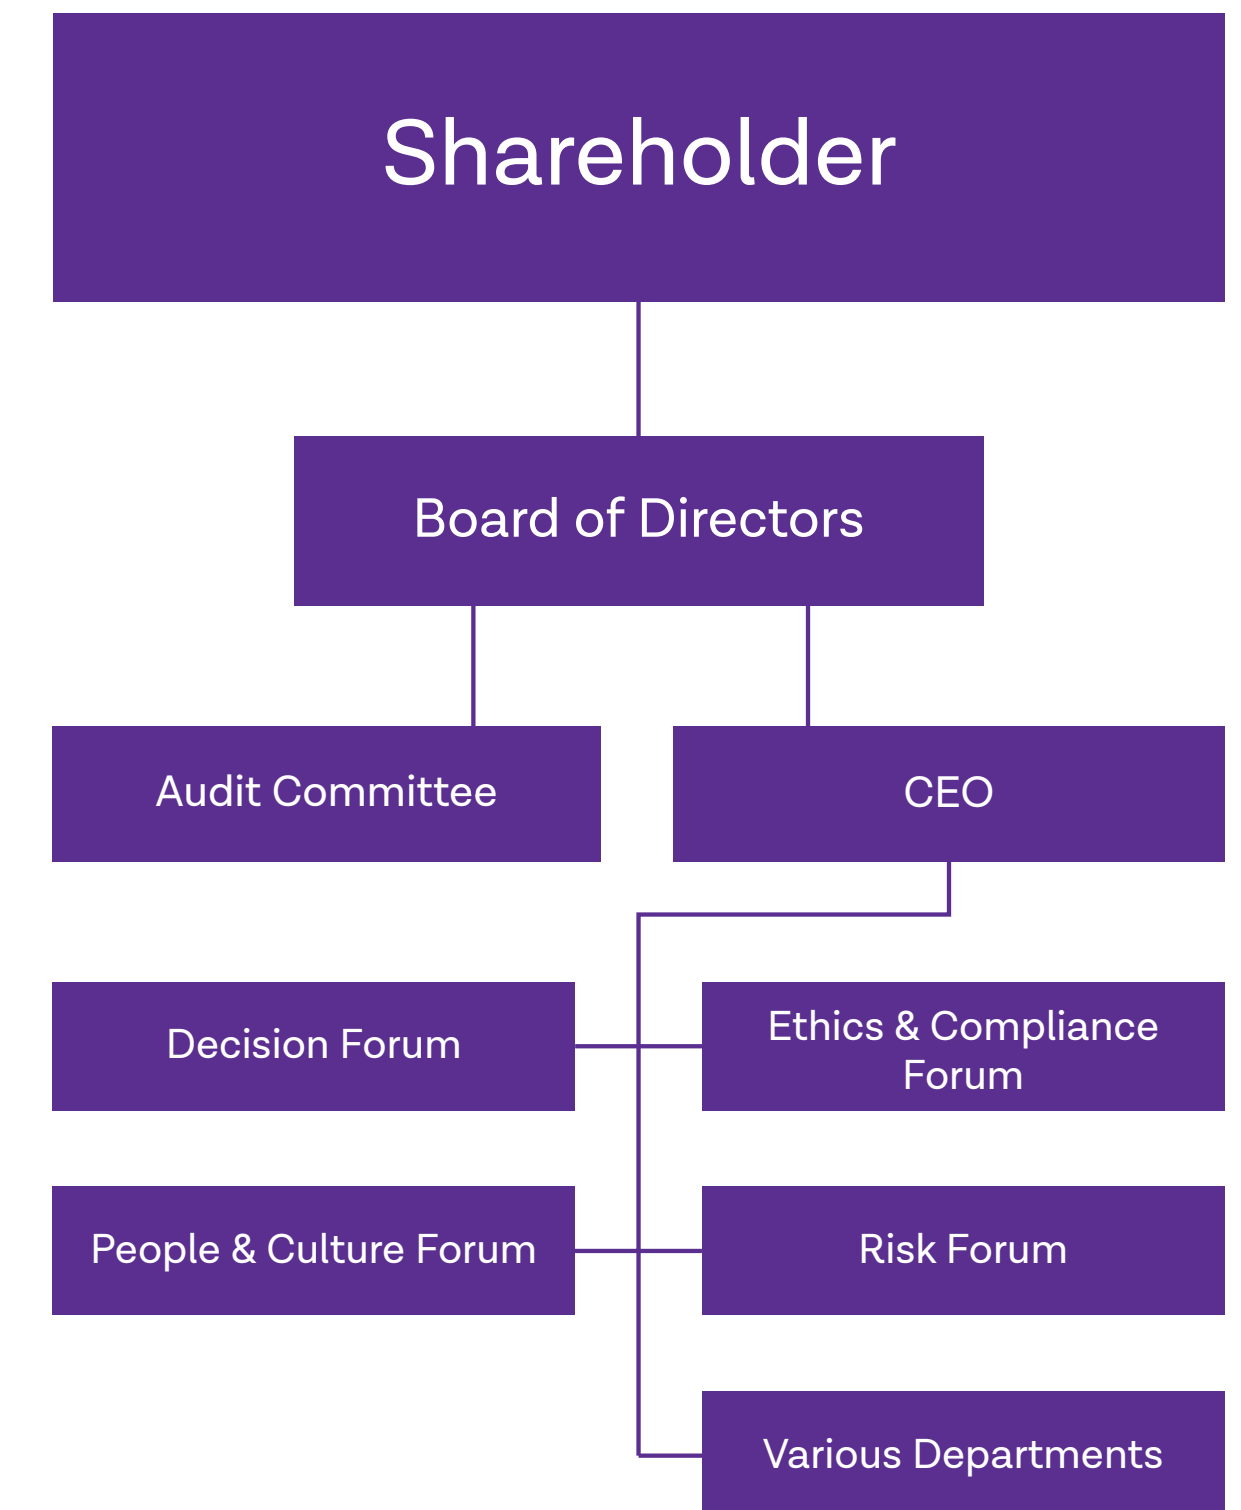 Shareholder
Board of Directors
Audit Committee
CEO
Decision Forum
Ethics & Compliance
Forum
People & Culture Forum
Risk Forum
Various Departments